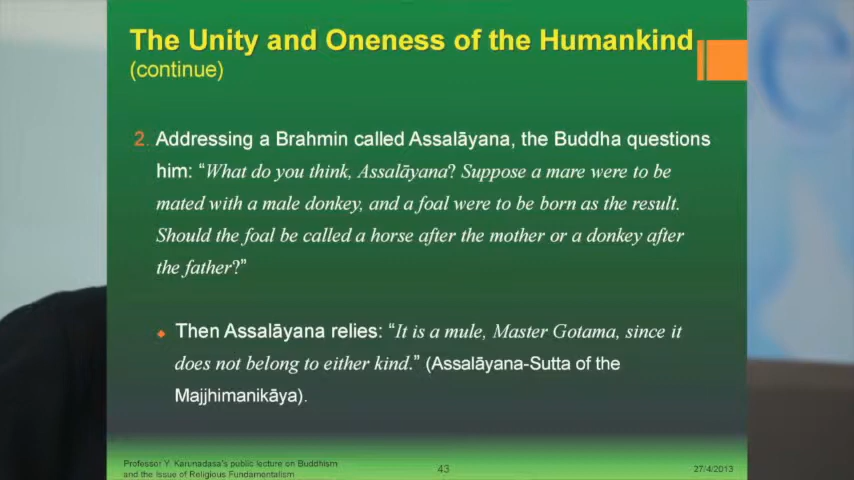 The Unity and Oneness of the Humankind
(continue)
2. Addressing a Brahmin called Assalāyana, the Buddha questions
him: “What do you think, Assalāyana? Suppose a mare were to be
mated with a male donkey, and a foal were to be born as the result.
Should the foal be called a horse after the mother or a donkey after
the father?”
Then Assalāyana relies: “It is a mule, Master Gotama, since it
does not belong to either kind.” (Assalāyana-Sutta of the
Majjhimanikāya).
Professor Y. Karunadasa's public lecture on Buddhism
and the Issue of Religious Fundamentalism
43
27/4/2013